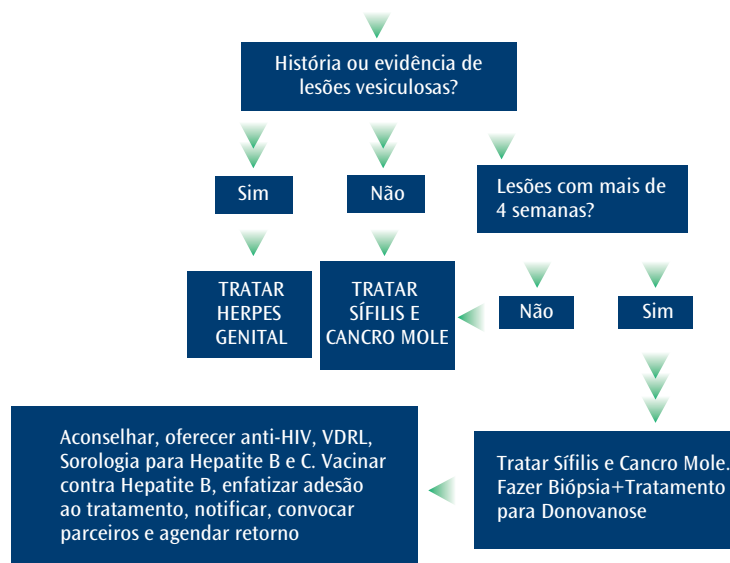 História ou evidência de
lesões vesiculosas?
Sim
Não
Lesões com mais de
4 semanas?
TRATAR
HERPES
GENITAL
TRATAR
SÍFILIS E
CANCRO MOLE
Não
Sim
Aconselhar, oferecer anti-HIV, VDRL,
Sorologia para Hepatite B e C. Vacinar
contra Hepatite B, enfatizar adesão
ao tratamento, notificar, convocar
parceiros e agendar retorno
Tratar Sífilis e Cancro Mole.
Fazer Biópsia+Tratamento
para Donovanose